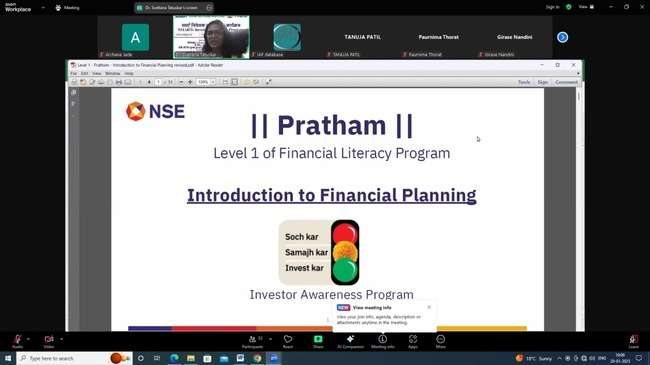 zoom
Workplace
Meeting
Dr. Svetlana Tatuskar's screen
Sign in
View
A
Archana Jadk
IAP database
TANUJA PATIL
TANUJA PATIL
Paurnima Thorat
Paurnima Thorat
Girase Nandini
Girase Nandini
Level 1 - Pratham - Introduction to Financial Planning revised.pdf - Adobe Reader
File Edit View Window Help
Tools Sign Comment
NSE
|| Pratham ||
Level 1 of Financial Literacy Program
Introduction to Financial Planning
Soch kar
Samajh kar
Invest kar
Investor Awareness Program
NEW View meeting info
View your join info, agenda, description or
attachments anytime in the meeting.
Audio
Video
Participants
React
Share
AI Companion
Meeting info
Apps
More
Leave
Type here to search
15°C Sunny
ENG